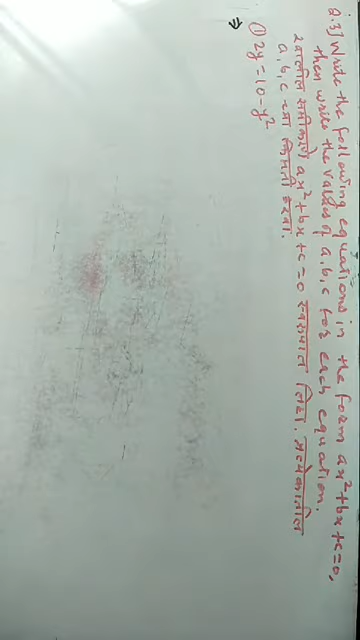 Q.3] Write the following equations in the form ax²+bx+c=0,
then write the values of a,b,c for each equation.
खालील समीकरणे ax²+bx+c=0 स्वरूपात लिहा. प्रत्येकातील
a,b,c च्या किंमती ठरवा.
① 2y=10-y²
⇒